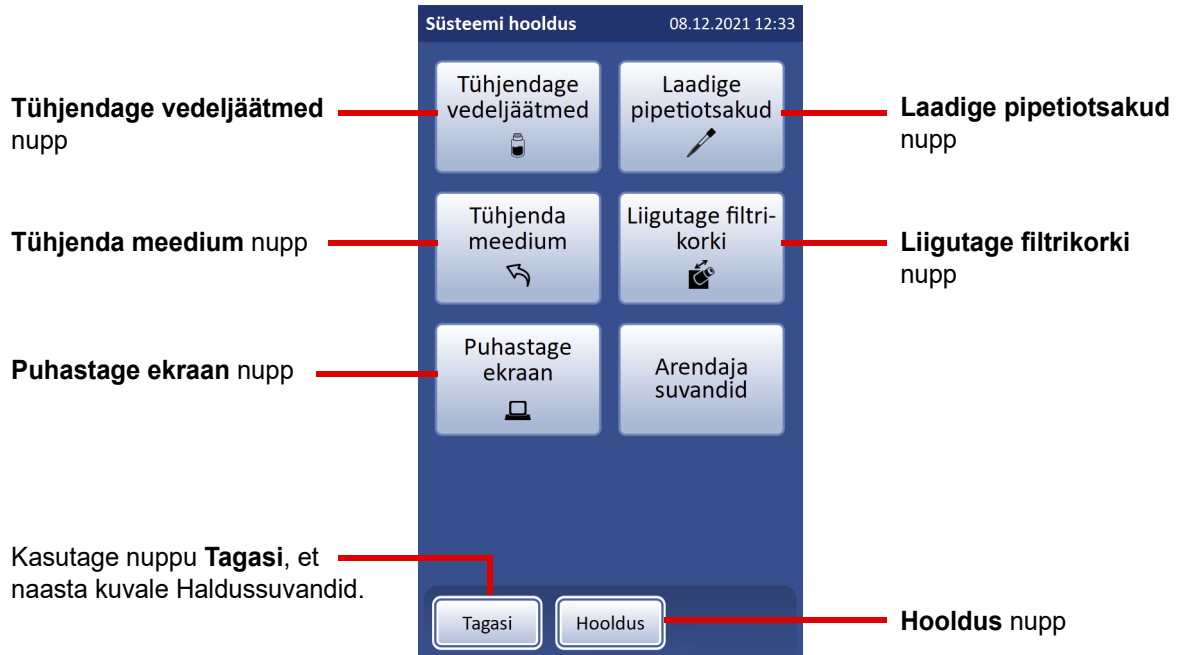 Süsteemi hooldus 08.12.2021 12:33
Tühjendage
vedeljäätmed
Laadige
pipetiotsakud
Tühjendage vedeljäätmed
nupp
Laadige pipetiotsakud
nupp
Tühjenda
meedium
Liigutage filtri-
korki
Tühjenda meedium nupp
Liigutage filtrikorki
nupp
Puhastage
ekraan
Arendaja
suvandid
Puhastage ekraan nupp
Kasutage nuppu Tagasi, et
naasta kuvale Haldussuvandid.
Tagasi
Hooldus
Hooldus nupp